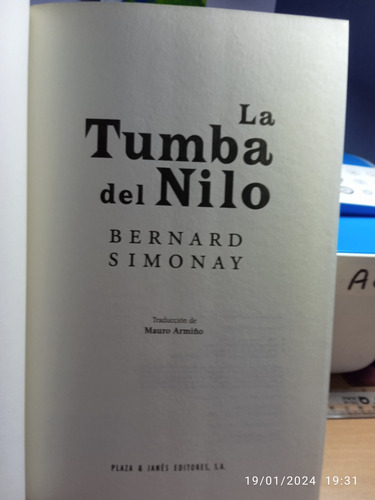 La
Tumba
del Nilo
BERNARD
SIMONAY
Traducción de
Mauro Armiño
PLAZA & JANÉS EDITORES, S.A.
19/01/2024 19:31